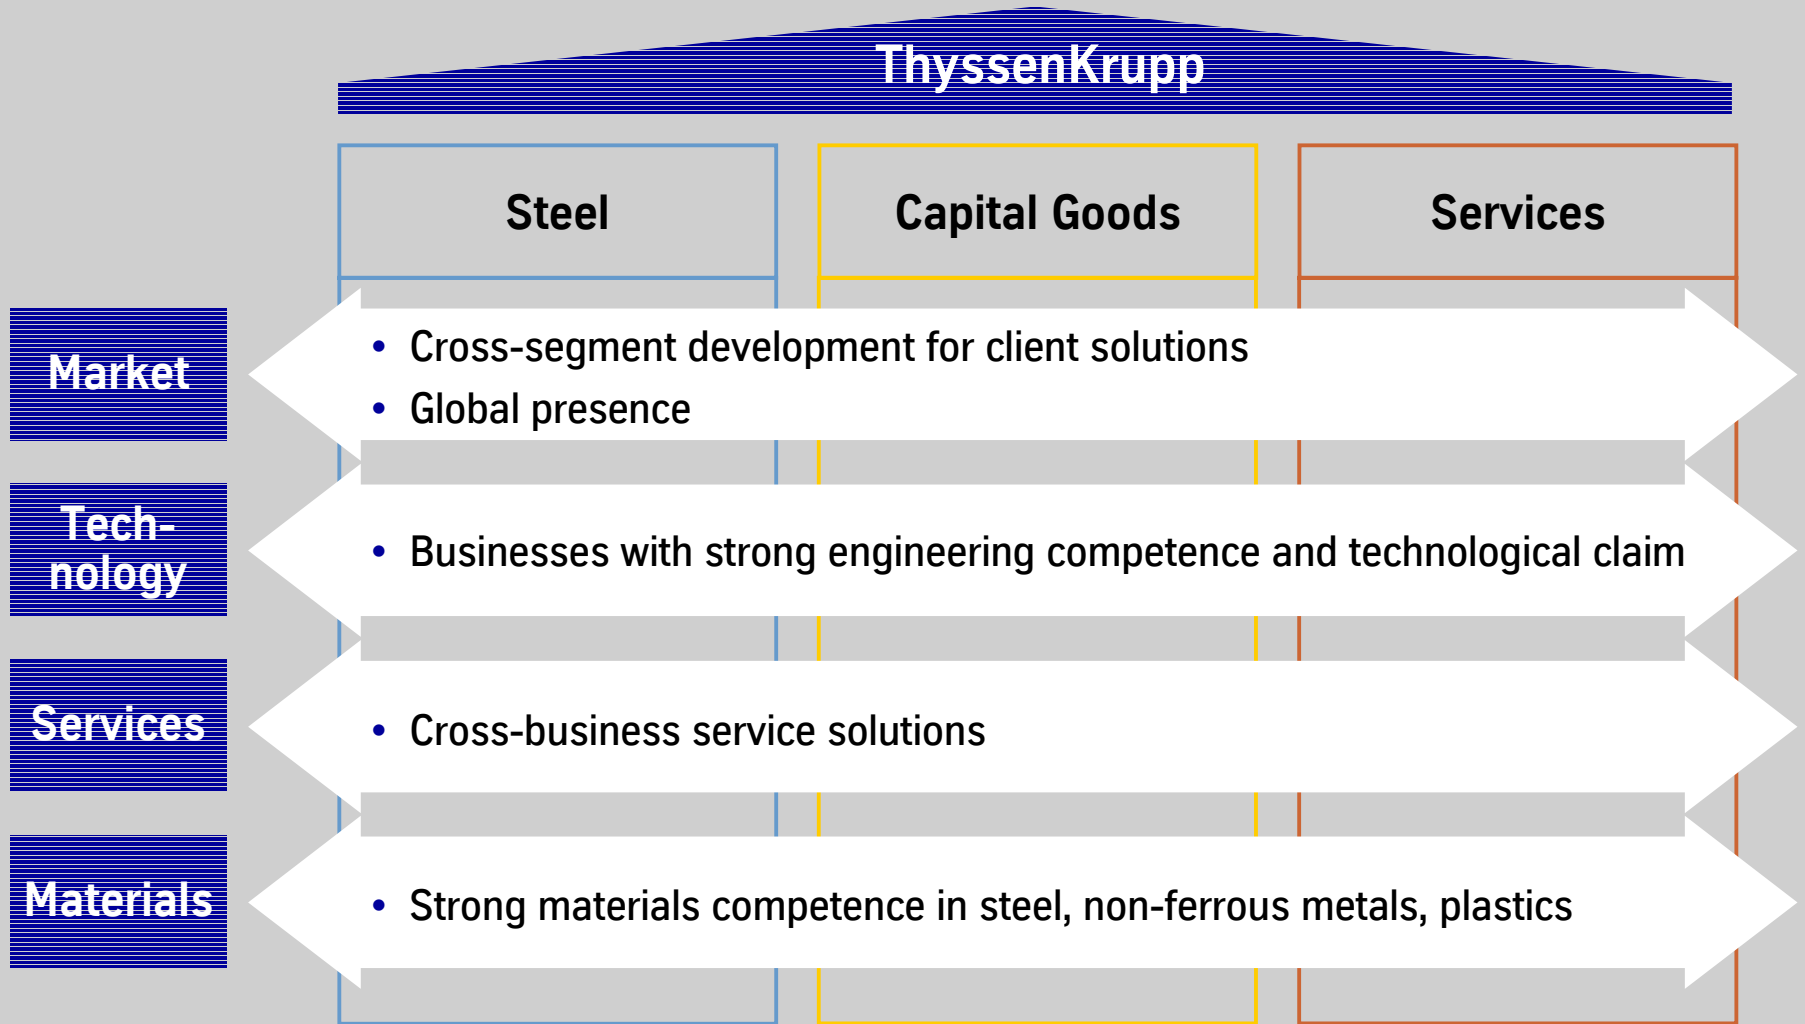 ThyssenKrupp
Steel
Capital Goods
Services
Market
• Cross-segment development for client solutions
• Global presence
Tech-
nology
• Businesses with strong engineering competence and technological claim
Services
• Cross-business service solutions
Materials
• Strong materials competence in steel, non-ferrous metals, plastics